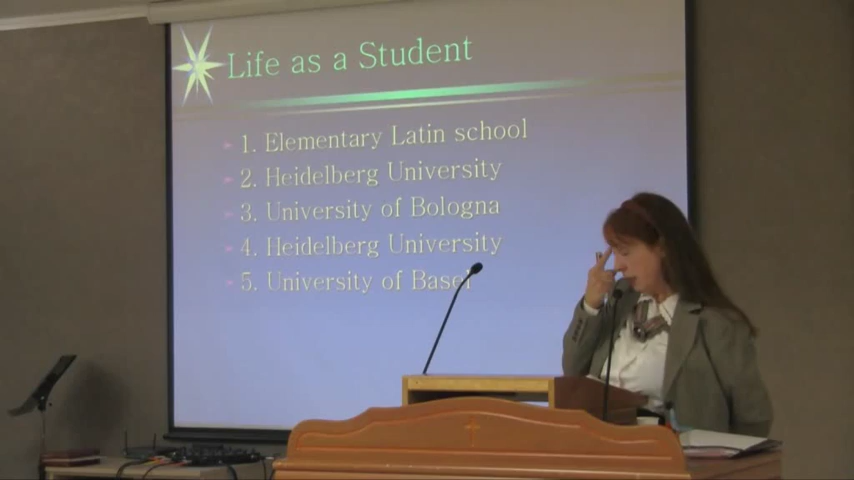 Life as a Student
1. Elementary Latin school
2. Heidelberg University
3. University of Bologna
4. Heidelberg University
5. University of Basel